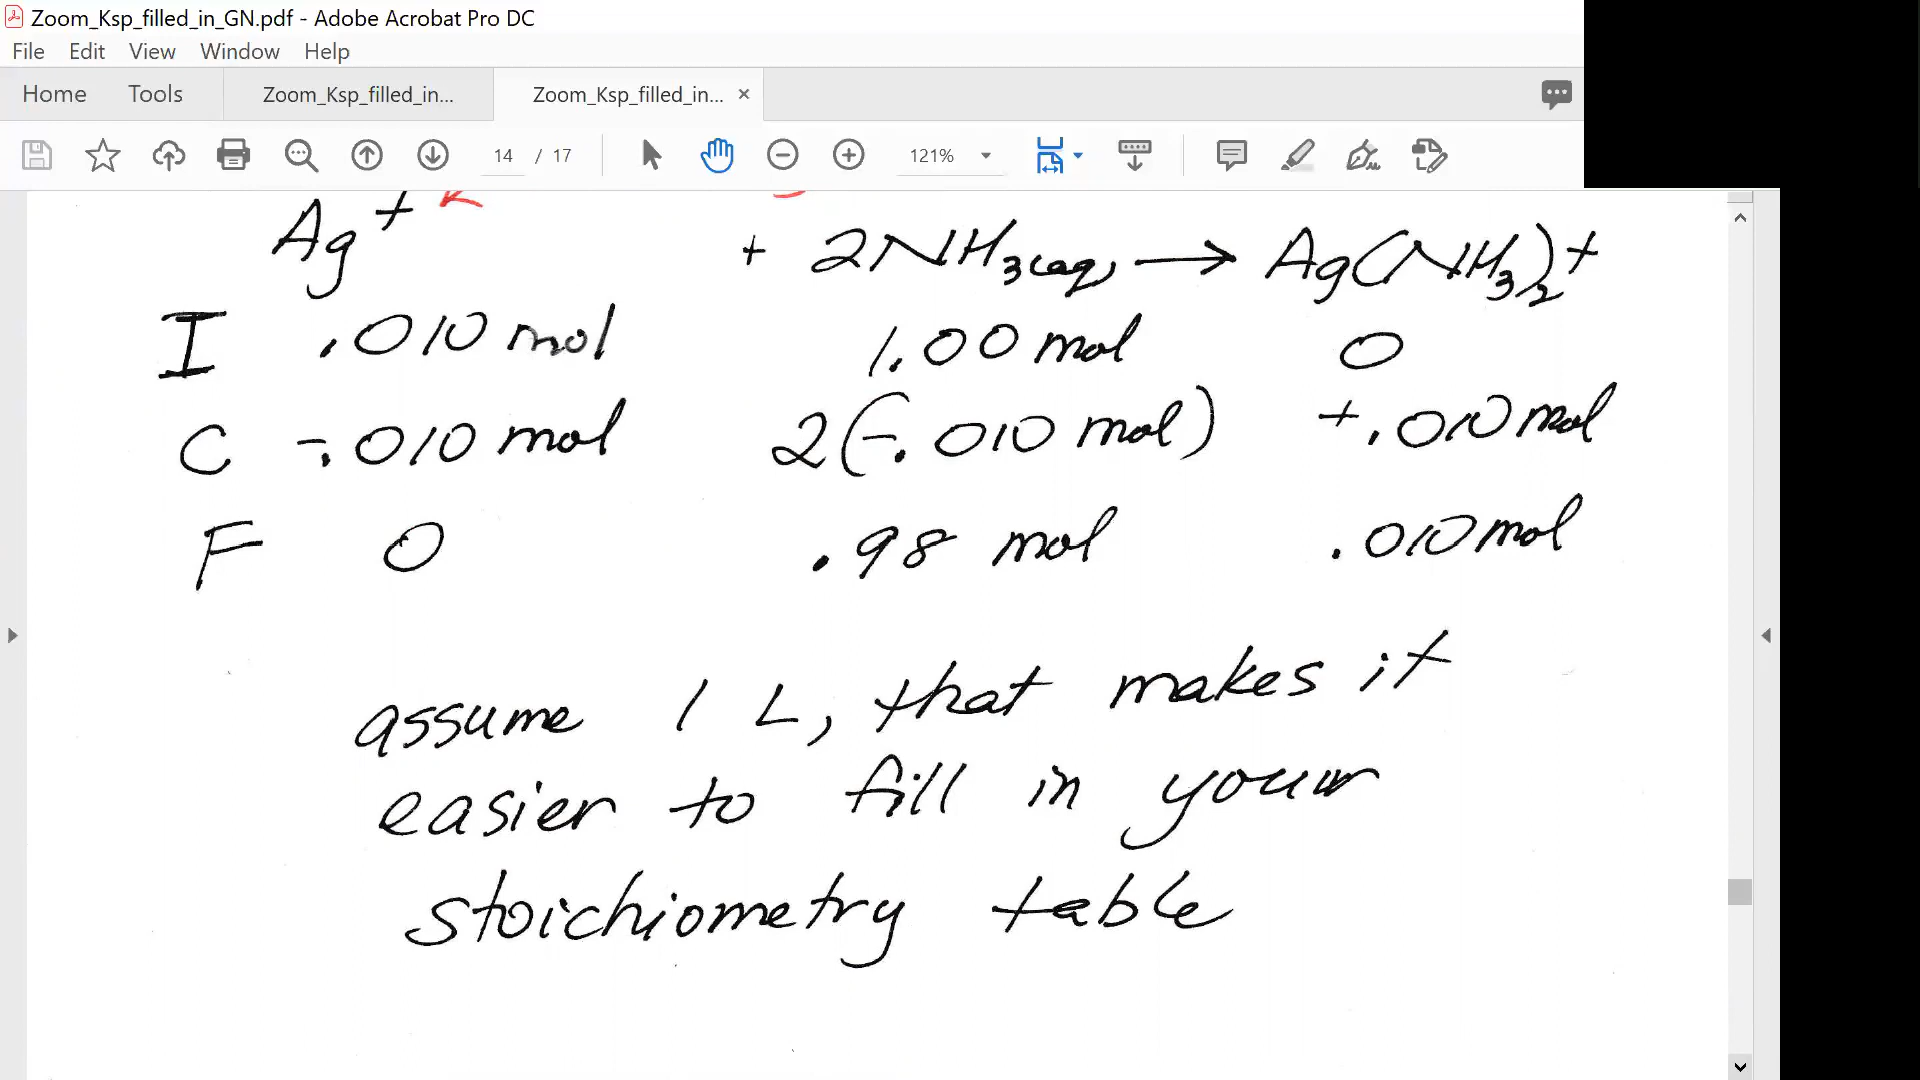 Zoom_Ksp_filled_in_GN.pdf - Adobe Acrobat Pro DC
File Edit View Window Help
Home Tools Zoom_Ksp_filled_in... Zoom_Ksp_filled_in... ×
14 / 17 121%
Ag+ + 2NH3(aq) → Ag(NH3)2+
I .010 mol 1.00 mol 0
C -.010 mol 2(-.010 mol) +.010 mol
F 0 .98 mol .010 mol
assume 1 L, that makes it
easier to fill in your
stoichiometry table